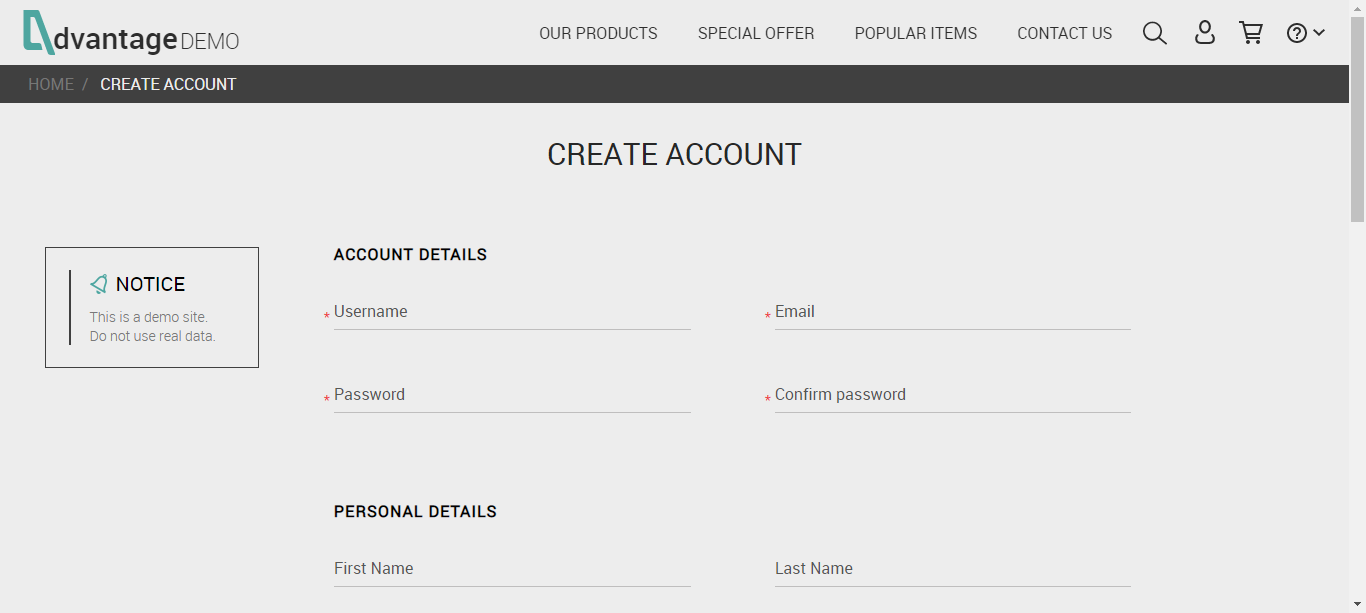 dvantage DEMO
OUR PRODUCTS SPECIAL OFFER POPULAR ITEMS CONTACT US
HOME / CREATE ACCOUNT
CREATE ACCOUNT
NOTICE
This is a demo site.
Do not use real data.
ACCOUNT DETAILS
* Username * Email
* Password * Confirm password
PERSONAL DETAILS
First Name Last Name